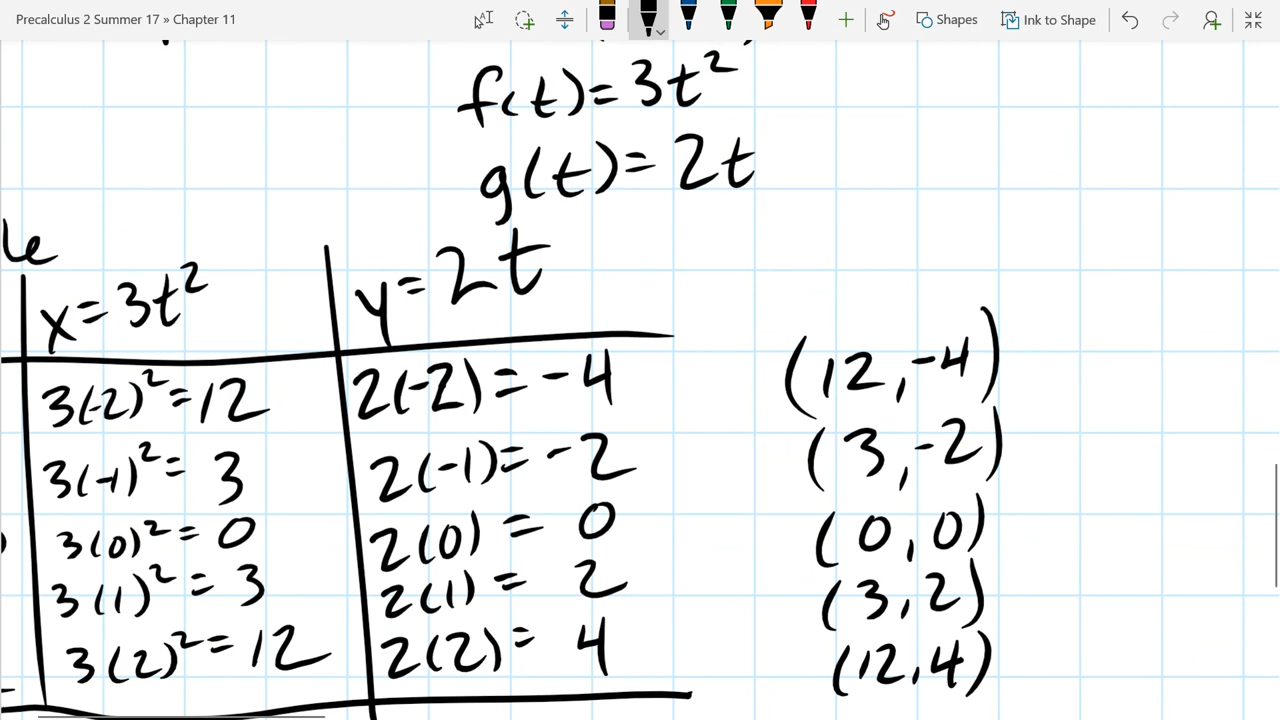 Precalculus 2 Summer 17 » Chapter 11
Shapes
Ink to Shape
f(t)=3t²
g(t)=2t
le
x=3t²
y=2t
3(-2)²=12
2(-2)=-4
(12,-4)
3(-1)²=3
2(-1)=-2
(3,-2)
3(0)²=0
2(0)=0
(0,0)
3(1)²=3
2(1)=2
(3,2)
3(2)²=12
2(2)=4
(12,4)